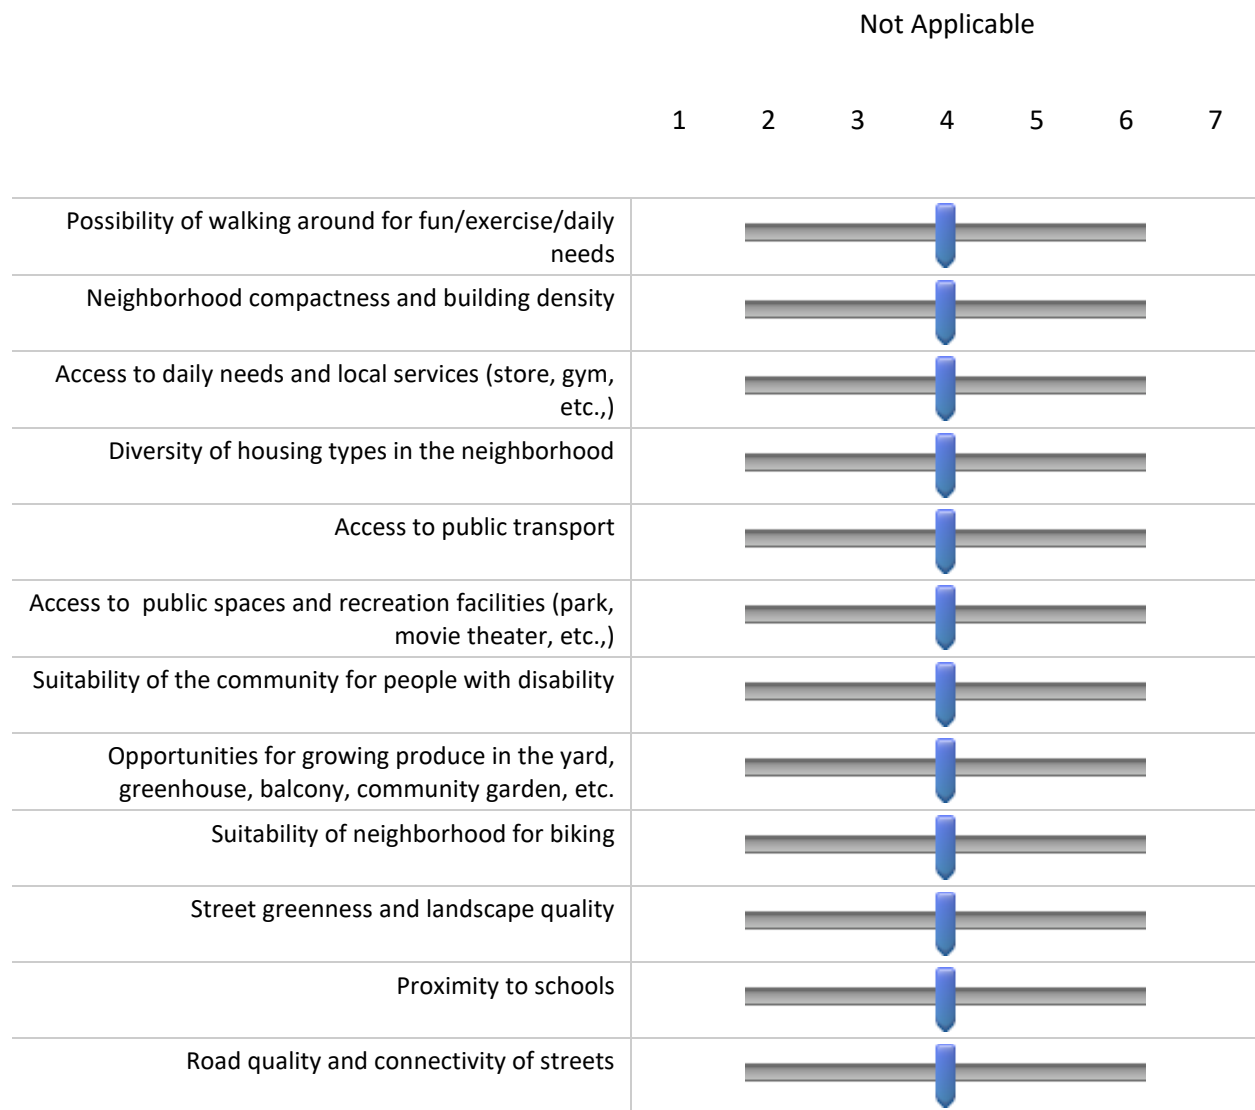 Not Applicable
1 2 3 4 5 6 7
Possibility of walking around for fun/exercise/daily
needs
Neighborhood compactness and building density
Access to daily needs and local services (store, gym,
etc.,)
Diversity of housing types in the neighborhood
Access to public transport
Access to  public spaces and recreation facilities (park,
movie theater, etc.,)
Suitability of the community for people with disability
Opportunities for growing produce in the yard,
greenhouse, balcony, community garden, etc.
Suitability of neighborhood for biking
Street greenness and landscape quality
Proximity to schools
Road quality and connectivity of streets